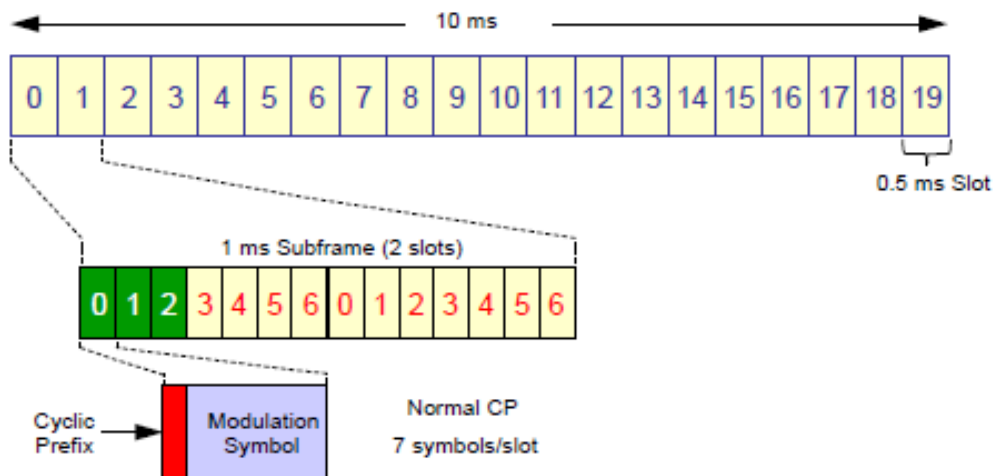 10 ms
0 1 2 3 4 5 6 7 8 9 10 11 12 13 14 15 16 17 18 19
0.5 ms Slot
1 ms Subframe (2 slots)
0 1 2 3 4 5 6 0 1 2 3 4 5 6
Cyclic
Prefix
Modulation
Symbol
Normal CP
7 symbols/slot